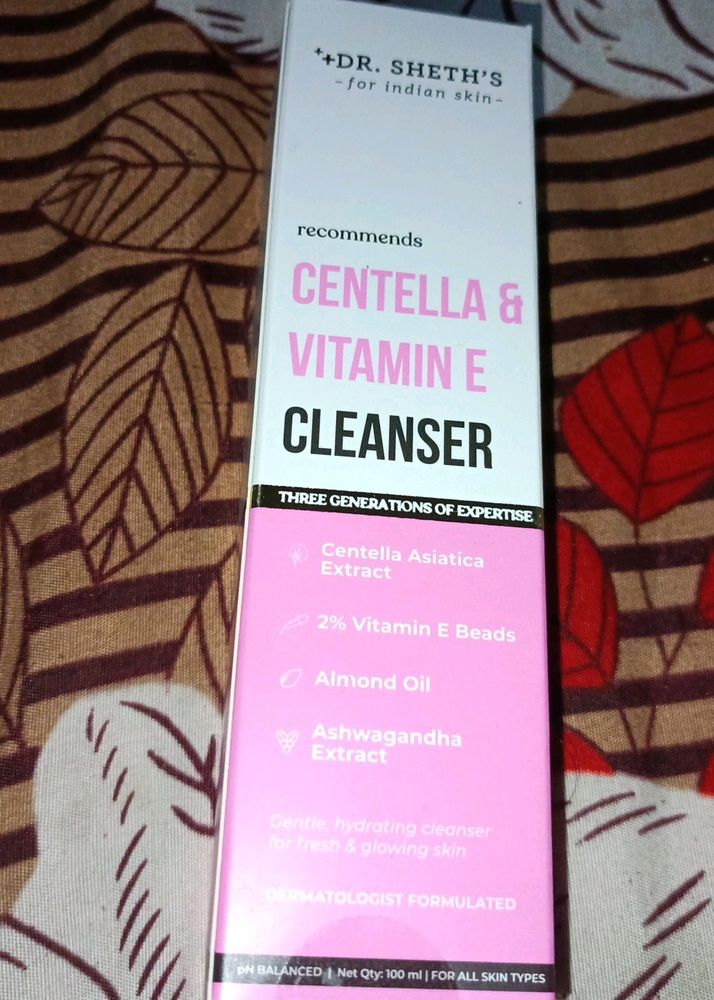 DR. SHETH'S
-for indian skin-
recommends
CENTELLA &
VITAMIN E
CLEANSER
THREE GENERATIONS OF EXPERTISE
Centella Asiatica
Extract
2% Vitamin E Beads
Almond Oil
Ashwagandha
Extract
Gentle, hydrating cleanser
for fresh & glowing skin
DERMATOLOGIST FORMULATED
pH BALANCED | Net Qty: 100 ml | FOR ALL SKIN TYPES